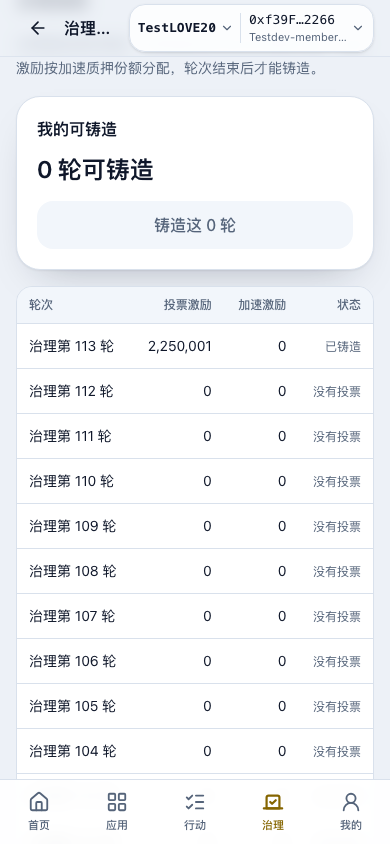 治理...
TestLOVE20
0xf39F…2266
Testdev-member...
激励按加速质押份额分配，轮次结束后才能铸造。
我的可铸造
0 轮可铸造
铸造这 0 轮
轮次 投票激励 加速激励 状态
治理第 113 轮 2,250,001 0 已铸造
治理第 112 轮 0 0 没有投票
治理第 111 轮 0 0 没有投票
治理第 110 轮 0 0 没有投票
治理第 109 轮 0 0 没有投票
治理第 108 轮 0 0 没有投票
治理第 107 轮 0 0 没有投票
治理第 106 轮 0 0 没有投票
治理第 105 轮 0 0 没有投票
治理第 104 轮 0 0 没有投票
首页 应用 行动 治理 我的